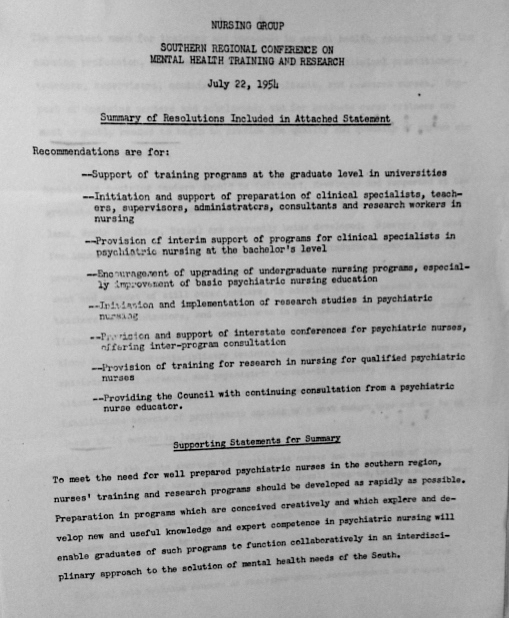 NURSING GROUP
SOUTHERN REGIONAL CONFERENCE ON
MENTAL HEALTH TRAINING AND RESEARCH
July 22, 1954
Summary of Resolutions Included in Attached Statement
Recommendations are for:
--Support of training programs at the graduate level in universities
--Initiation and support of preparation of clinical specialists, teach-
ers, supervisors, administraters, consultants and research workers in
nursing
--Provision of interim support of programs for clinical specialists in
psychiatric nursing at the bachelor's level
--Encouragement of upgrading of undergraduate nursing programs, especial-
ly improvement of basic psychiatric nursing education
--Initiation and implementation of research studies in psychiatric
nursing
--Provision and support of interstate conferences for psychiatric nurses,
offering inter-program consultation
--Provision of training for research in nursing for qualified psychiatric
nurses
--Providing the Council with continuing consultation from a psychiatric
nurse educator.
Supporting Statements for Summary
To meet the need for well prepared psychiatric nurses in the southern region,
nurses' training and research programs should be developed as rapidly as possible.
Preparation in programs which are conceived creatively and which explore and de-
velop new and useful knowledge and expert competence in psychiatric nursing will
enable graduates of such programs to function collaboratively in an interdisci-
plinary approach to the solution of mental health needs of the South.